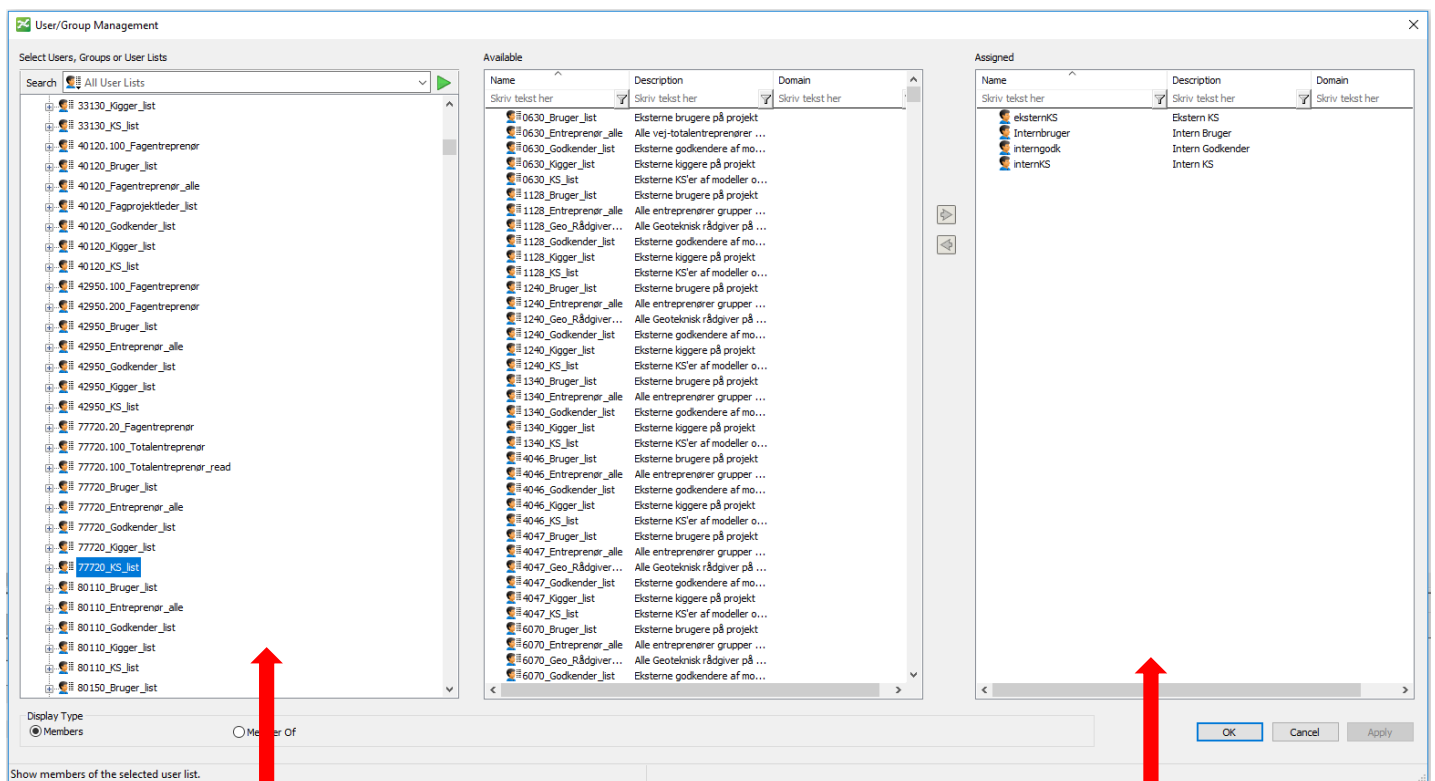 User/Group Management
Select Users, Groups or User Lists
Search All User Lists
33130_Kigger_list
33130_KS_list
40120.100_Fagentreprenør
40120_Bruger_list
40120_Fagentreprenør_alle
40120_Fagprojektleder_list
40120_Godkender_list
40120_Kigger_list
40120_KS_list
42950.100_Fagentreprenør
42950.200_Fagentreprenør
42950_Bruger_list
42950_Entreprenør_alle
42950_Godkender_list
42950_Kigger_list
42950_KS_list
77720.20_Fagentreprenør
77720.100_Totalentreprenør
77720.100_Totalentreprenør_read
77720_Bruger_list
77720_Entreprenør_alle
77720_Godkender_list
77720_Kigger_list
77720_KS_list
80110_Bruger_list
80110_Entreprenør_alle
80110_Godkender_list
80110_Kigger_list
80110_KS_list
80150_Bruger_list
Available
Name Description Domain
Skriv tekst her Skriv tekst her Skriv tekst her
0630_Bruger_list Eksterne brugere på projekt
0630_Entreprenør_alle Alle vej-totalentreprenører ...
0630_Godkender_list Eksterne godkendere af mo...
0630_Kigger_list Eksterne kiggere på projekt
0630_KS_list Eksterne KS'er af modeller o...
1128_Bruger_list Eksterne brugere på projekt
1128_Entreprenør_alle Alle entreprenører grupper ...
1128_Geo_Rådgiver... Alle Geoteknisk rådgiver på ...
1128_Godkender_list Eksterne godkendere af mo...
1128_Kigger_list Eksterne kiggere på projekt
1128_KS_list Eksterne KS'er af modeller o...
1240_Bruger_list Eksterne brugere på projekt
1240_Entreprenør_alle Alle entreprenører grupper ...
1240_Geo_Rådgiver... Alle Geoteknisk rådgiver på ...
1240_Godkender_list Eksterne godkendere af mo...
1240_Kigger_list Eksterne kiggere på projekt
1240_KS_list Eksterne KS'er af modeller o...
1340_Bruger_list Eksterne brugere på projekt
1340_Entreprenør_alle Alle entreprenører grupper ...
1340_Godkender_list Eksterne godkendere af mo...
1340_Kigger_list Eksterne kiggere på projekt
1340_KS_list Eksterne KS'er af modeller o...
4046_Bruger_list Eksterne brugere på projekt
4046_Entreprenør_alle Alle entreprenører grupper ...
4046_Godkender_list Eksterne godkendere af mo...
4046_Kigger_list Eksterne kiggere på projekt
4046_KS_list Eksterne KS'er af modeller o...
4047_Bruger_list Eksterne brugere på projekt
4047_Entreprenør_alle Alle entreprenører grupper ...
4047_Geo_Rådgiver... Alle Geoteknisk rådgiver på ...
4047_Godkender_list Eksterne godkendere af mo...
4047_Kigger_list Eksterne kiggere på projekt
4047_KS_list Eksterne KS'er af modeller o...
6070_Bruger_list Eksterne brugere på projekt
6070_Entreprenør_alle Alle entreprenører grupper ...
6070_Geo_Rådgiver... Alle Geoteknisk rådgiver på ...
6070_Godkender_list Eksterne godkendere af mo...
Assigned
Name Description Domain
Skriv tekst her Skriv tekst her Skriv tekst her
eksternKS Ekstern KS
Internbruger Intern Bruger
interngodk Intern Godkender
internKS Intern KS
Display Type
Members Of
OK Cancel Apply
Show members of the selected user list.